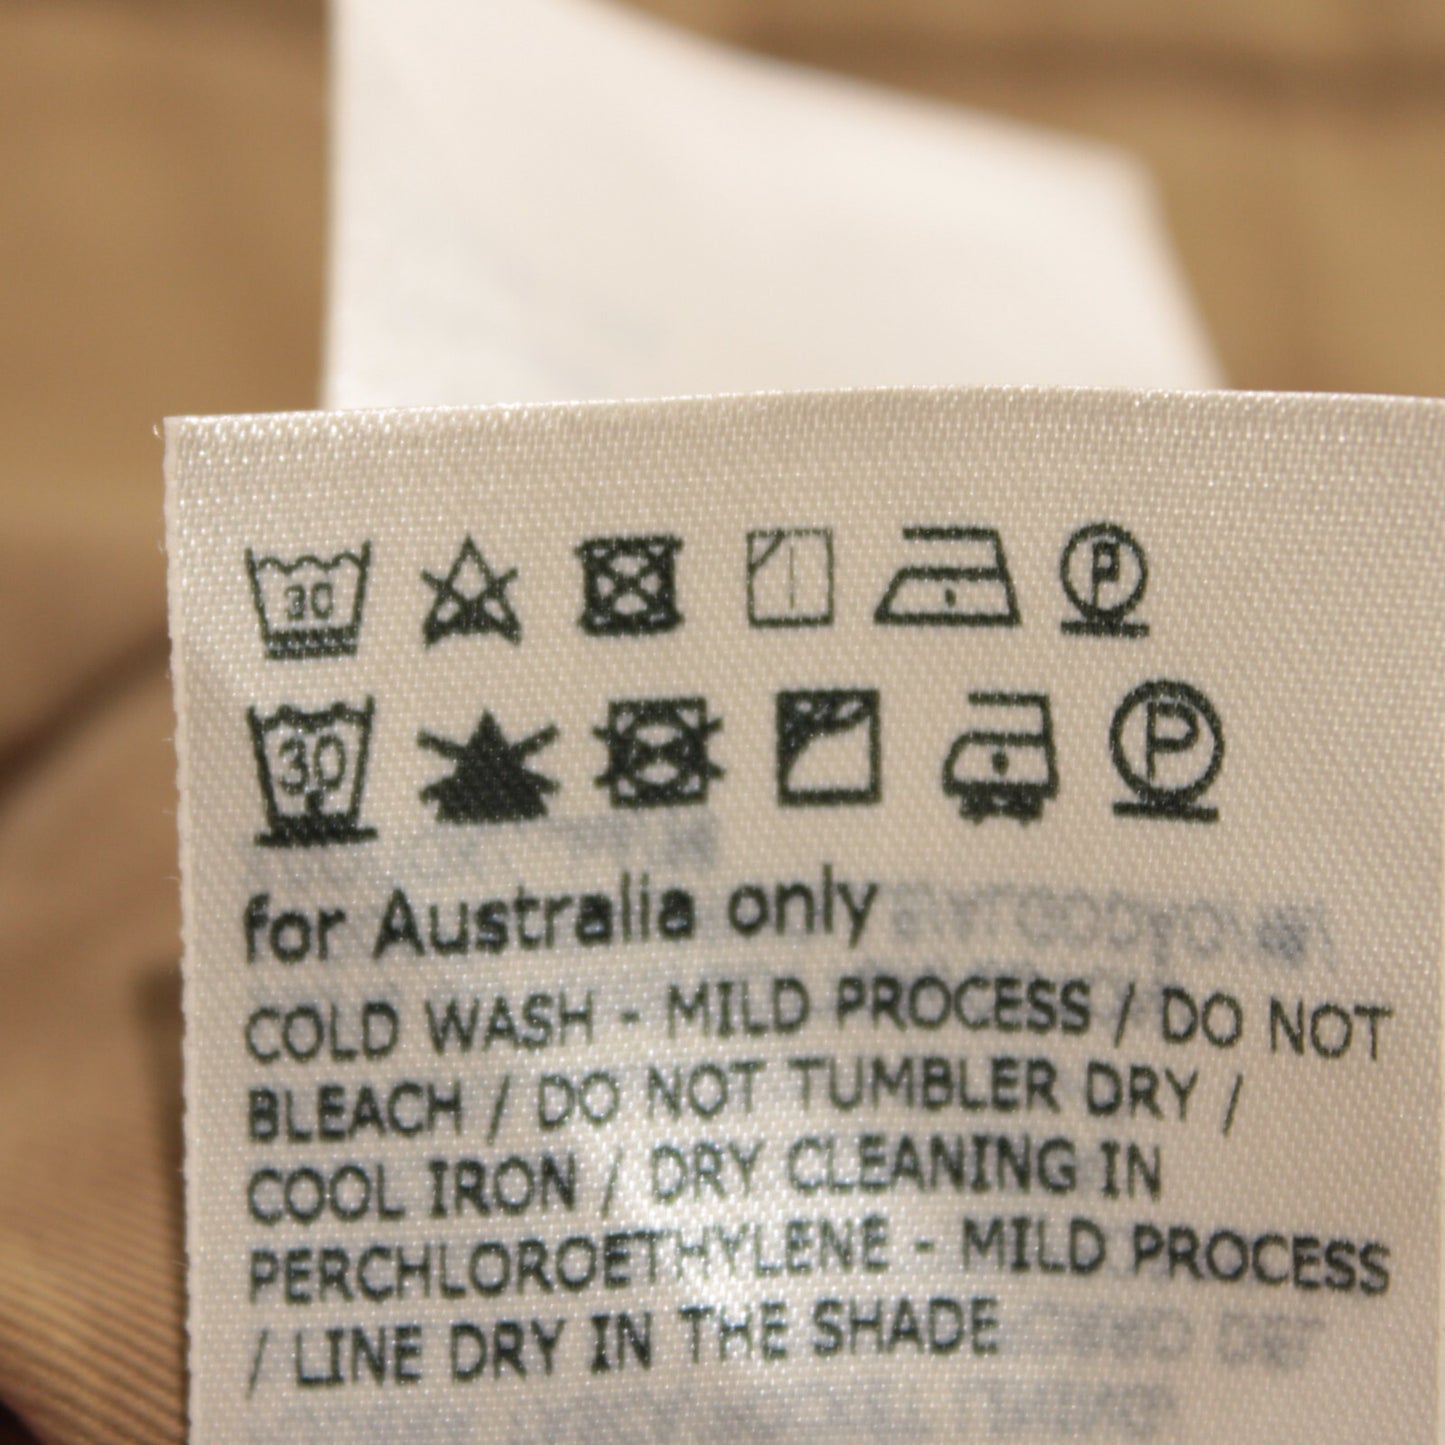 30 P
30 P
for Australia only
COLD WASH - MILD PROCESS / DO NOT
BLEACH / DO NOT TUMBLER DRY /
COOL IRON / DRY CLEANING IN
PERCHLOROETHYLENE - MILD PROCESS
/ LINE DRY IN THE SHADE